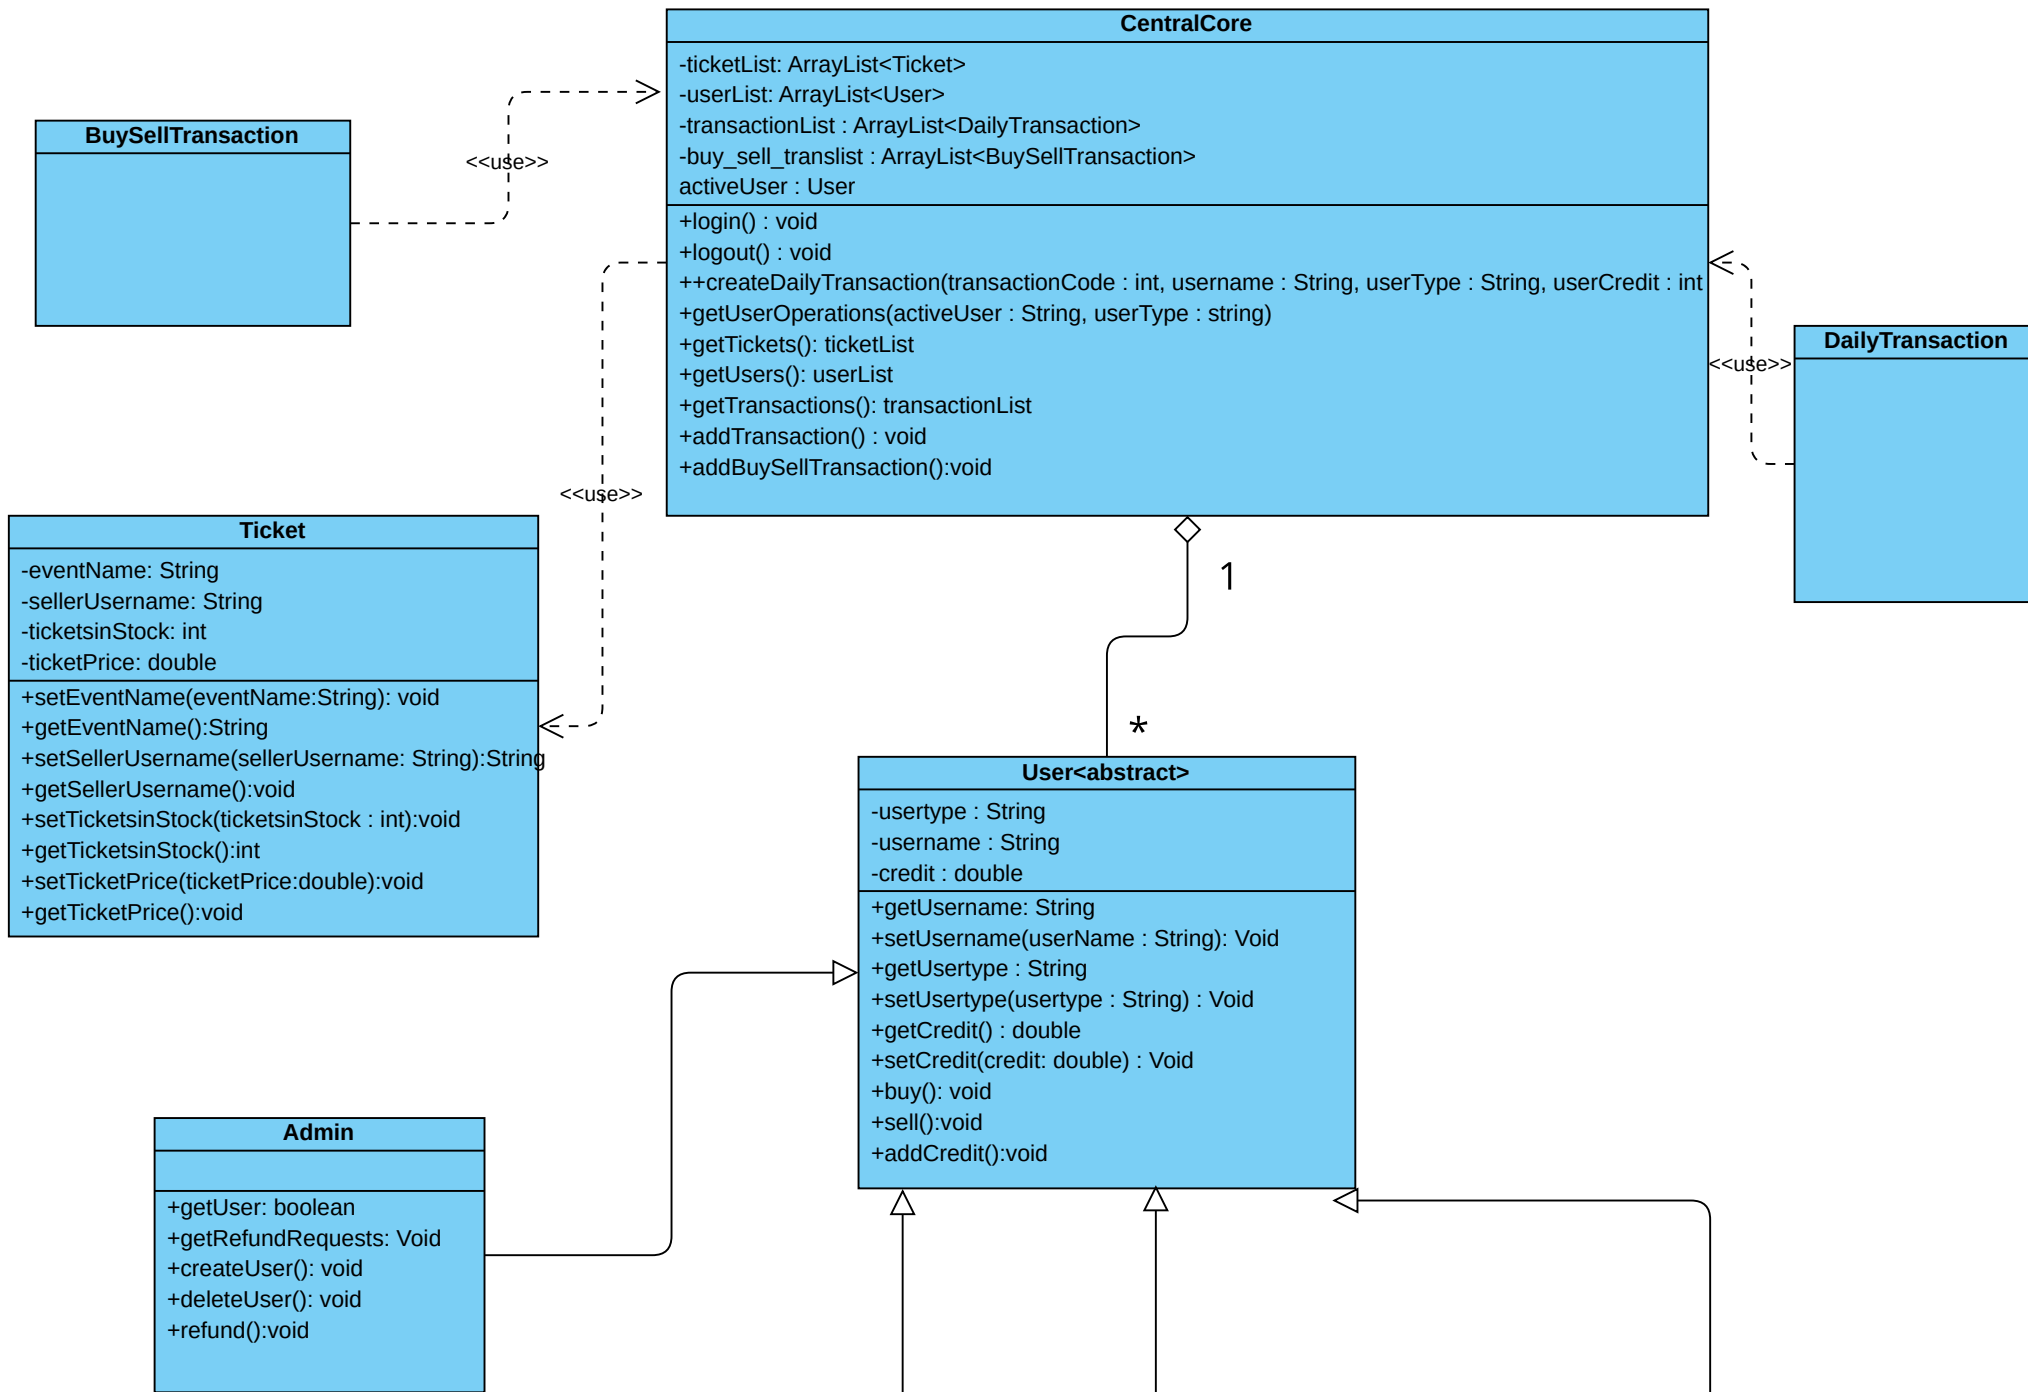 CentralCore
-ticketList: ArrayList<Ticket>
-userList: ArrayList<User>
-transactionList : ArrayList<DailyTransaction>
-buy_sell_translist : ArrayList<BuySellTransaction>
activeUser : User
+login() : void
+logout() : void
++createDailyTransaction(transactionCode : int, username : String, userType : String, userCredit : int
+getUserOperations(activeUser : String, userType : string)
+getTickets(): ticketList
+getUsers(): userList
+getTransactions(): transactionList
+addTransaction() : void
+addBuySellTransaction():void
BuySellTransaction
<<use>>
<<use>>
DailyTransaction
<<use>>
Ticket
-eventName: String
-sellerUsername: String
-ticketsinStock: int
-ticketPrice: double
+setEventName(eventName:String): void
+getEventName():String
+setSellerUsername(sellerUsername: String):String
+getSellerUsername():void
+setTicketsinStock(ticketsinStock : int):void
+getTicketsinStock():int
+setTicketPrice(ticketPrice:double):void
+getTicketPrice():void
1
*
User<abstract>
-usertype : String
-username : String
-credit : double
+getUsername: String
+setUsername(userName : String): Void
+getUsertype : String
+setUsertype(usertype : String) : Void
+getCredit() : double
+setCredit(credit: double) : Void
+buy(): void
+sell():void
+addCredit():void
Admin
+getUser: boolean
+getRefundRequests: Void
+createUser(): void
+deleteUser(): void
+refund():void